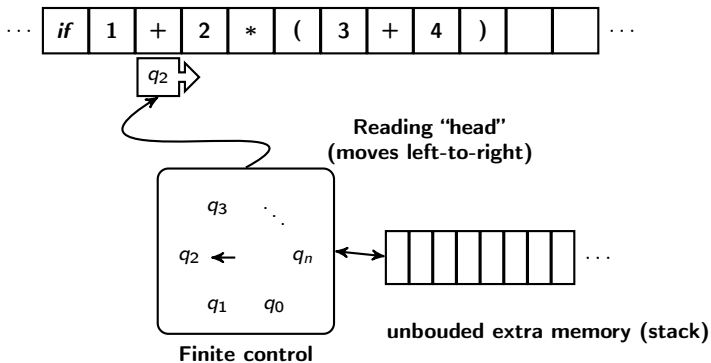 ... if 1 + 2 * ( 3 + 4 ) ...
q2
Reading “head”
(moves left-to-right)
q3 ...
q2 qn ...
q1 q0
unbouded extra memory (stack)
Finite control